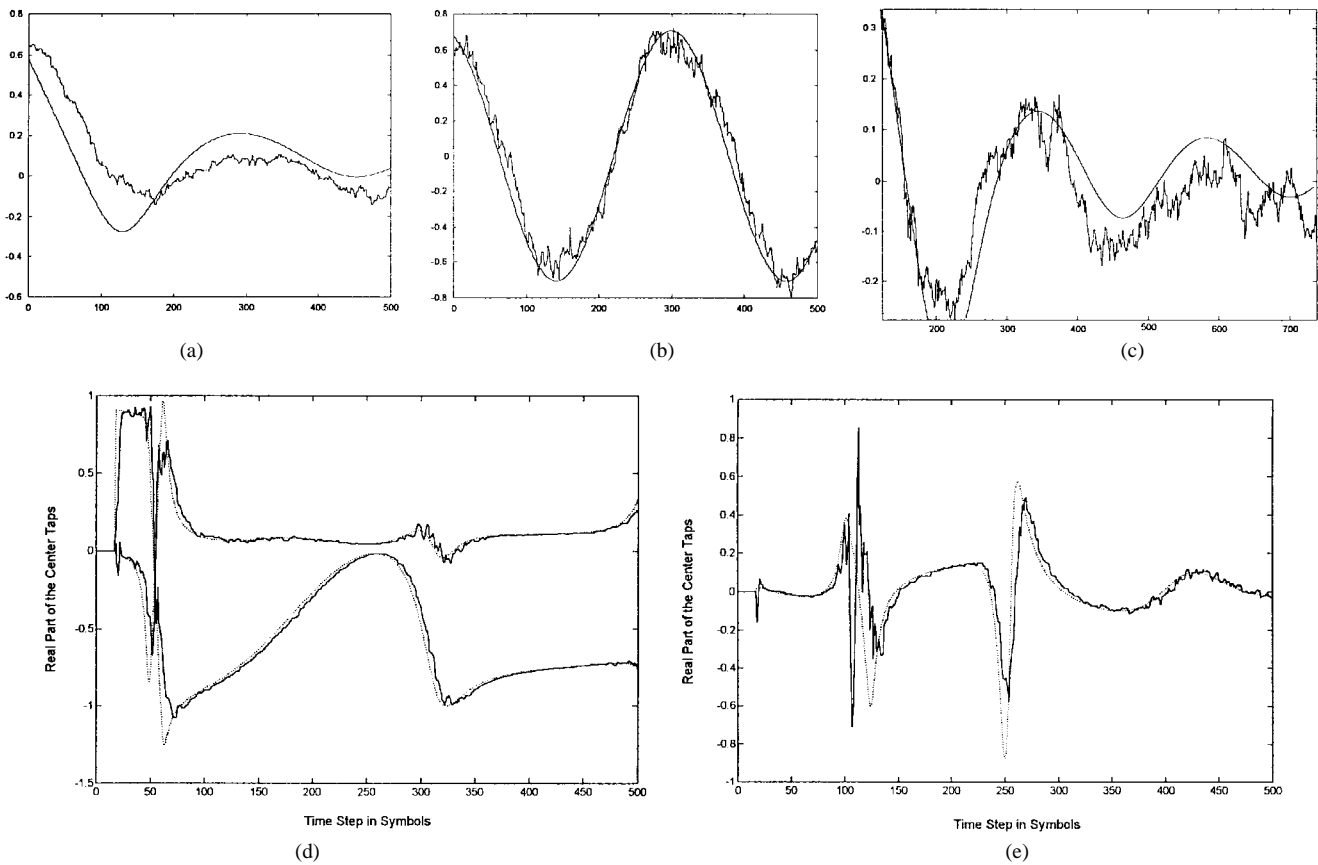 0.8
0.6
0.4
0.2
0
-0.2
-0.4
-0.6
0 100 200 300 400 500
(a)
0.8
0.6
0.4
0.2
0
-0.2
-0.4
-0.6
-0.8
0 100 200 300 400 500
(b)
0.3
0.2
0.1
0
-0.1
-0.2
200 300 400 500 600 700
(c)
Real Part of the Center Taps
1
0.5
0
-0.5
-1
-1.5
0 50 100 150 200 250 300 350 400 450 500
Time Step in Symbols
(d)
Real Part of the Center Taps
1
0.8
0.6
0.4
0.2
0
-0.2
-0.4
-0.6
-0.8
-1
0 50 100 150 200 250 300 350 400 450 500
Time Step in Symbols
(e)